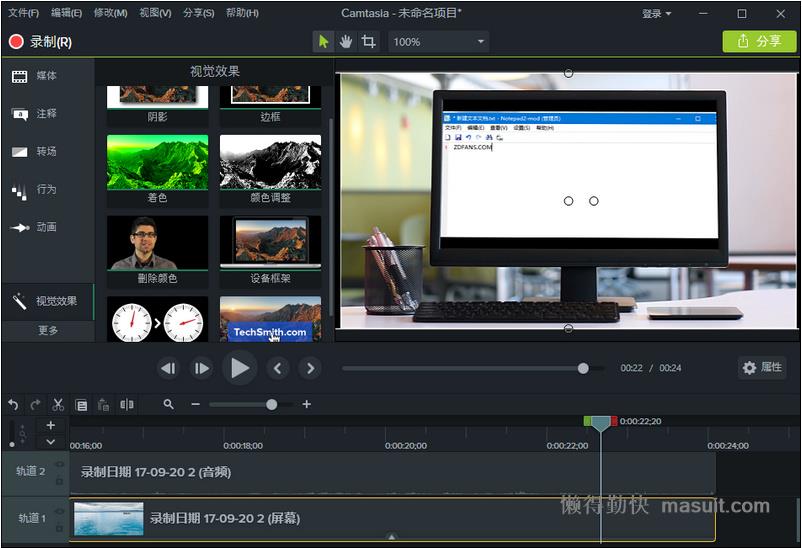 文件(F) 编辑(E) 修改(M) 视图(V) 分享(S) 帮助(H) Camtasia - 未命名项目* 登录
录制(R) 100% 分享
媒体
注释
转场
行为
动画
视觉效果
更多
视觉效果
阴影 边框
着色 颜色调整
删除颜色 设备框架
TechSmith.com
* 新建文本文档.txt - Notepad2-mod (管理员)
文件(F) 编辑(E) 查看(V) 设置(S) 帮助(H)
1 ZDFANS.COM
00:22 / 00:24 属性
0:00:22;20
00:16;00 0:00:18;00 0:00:20;00 0:00:22;00 0:00:24;00
轨道 2 录制日期 17-09-20 2 (音频)
轨道 1 录制日期 17-09-20 2 (屏幕)
懒得勤快 masuit.com